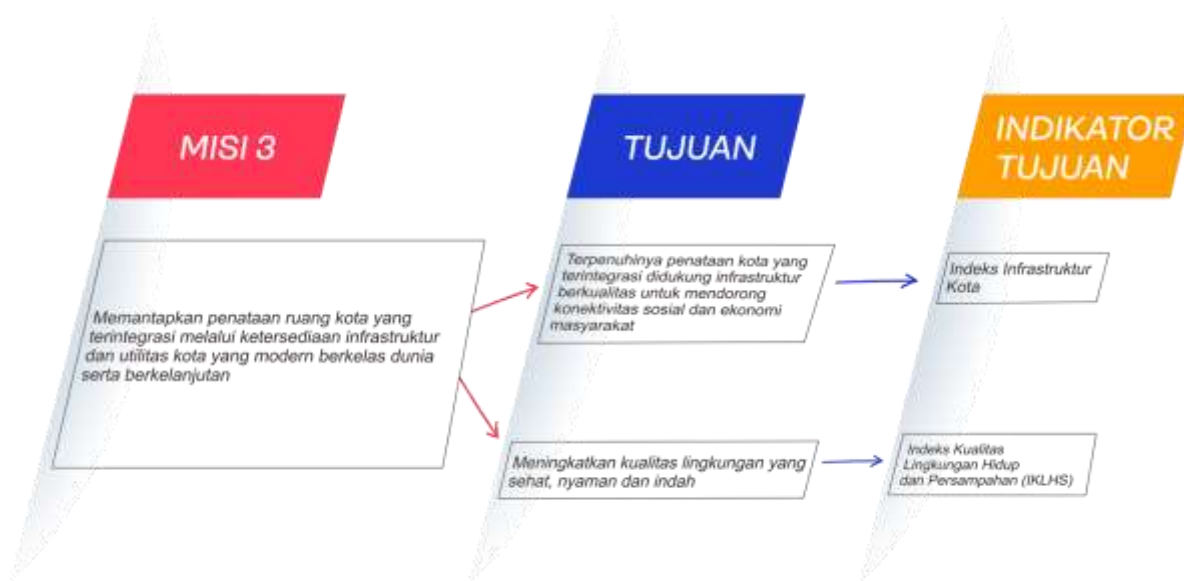 MISI 3
Memantapkan penataan ruang kota yang
terintegrasi melalui ketersediaan infrastruktur
dan utilitas kota yang modern berkelas dunia
serta berkelanjutan
TUJUAN
Terpenuhinya penataan kota yang
terintegrasi didukung infrastruktur
berkualitas untuk mendorong
konektivitas sosial dan ekonomi
masyarakat
Meningkatkan kualitas lingkungan yang
sehat, nyaman dan indah
INDIKATOR
TUJUAN
Indeks Infrastruktur
Kota
Indeks Kualitas
Lingkungan Hidup
dan Persampahan (IKLHS)